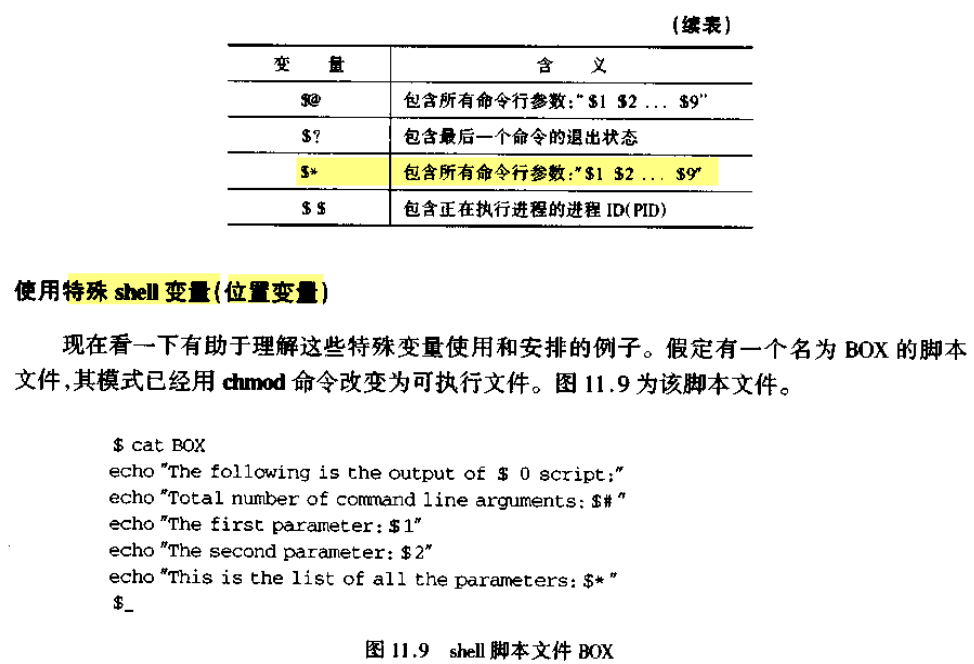 (续表)
变 量 含 义
$@ 包含所有命令行参数:“$1 $2 ... $9”
$? 包含最后一个命令的退出状态
$* 包含所有命令行参数:"$1 $2 ... $9"
$ $ 包含正在执行进程的进程 ID(PID)
使用特殊 shell 变量(位置变量)
现在看一下有助于理解这些特殊变量使用和安排的例子。假定有一个名为 BOX 的脚本
文件,其模式已经用 chmod 命令改变为可执行文件。图 11.9 为该脚本文件。
$ cat BOX
echo "The following is the output of $ 0 script:"
echo "Total number of command line arguments: $# "
echo "The first parameter: $1"
echo "The second parameter: $2"
echo "This is the list of all the parameters: $* "
$_
图 11.9 shell 脚本文件 BOX